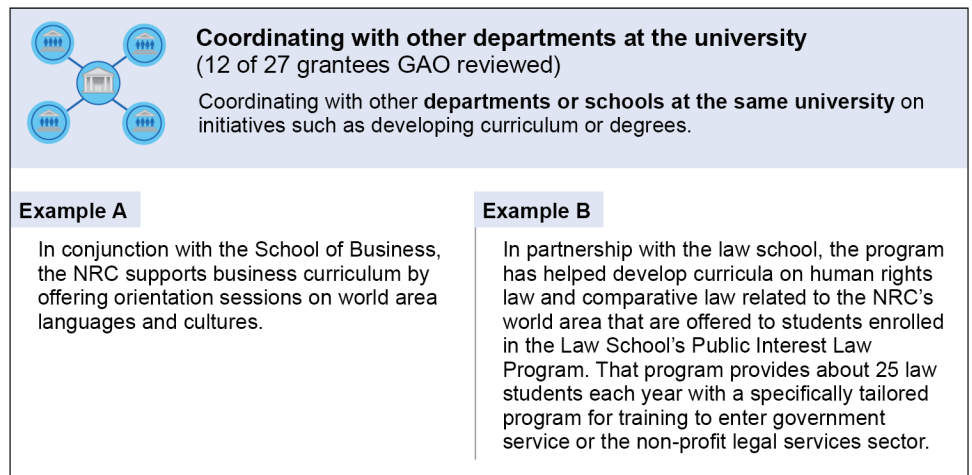 Coordinating with other departments at the university
(12 of 27 grantees GAO reviewed)
Coordinating with other departments or schools at the same university on
initiatives such as developing curriculum or degrees.
Example A
In conjunction with the School of Business,
the NRC supports business curriculum by
offering orientation sessions on world area
languages and cultures.
Example B
In partnership with the law school, the program
has helped develop curricula on human rights
law and comparative law related to the NRC’s
world area that are offered to students enrolled
in the Law School’s Public Interest Law
Program. That program provides about 25 law
students each year with a specifically tailored
program for training to enter government
service or the non-profit legal services sector.